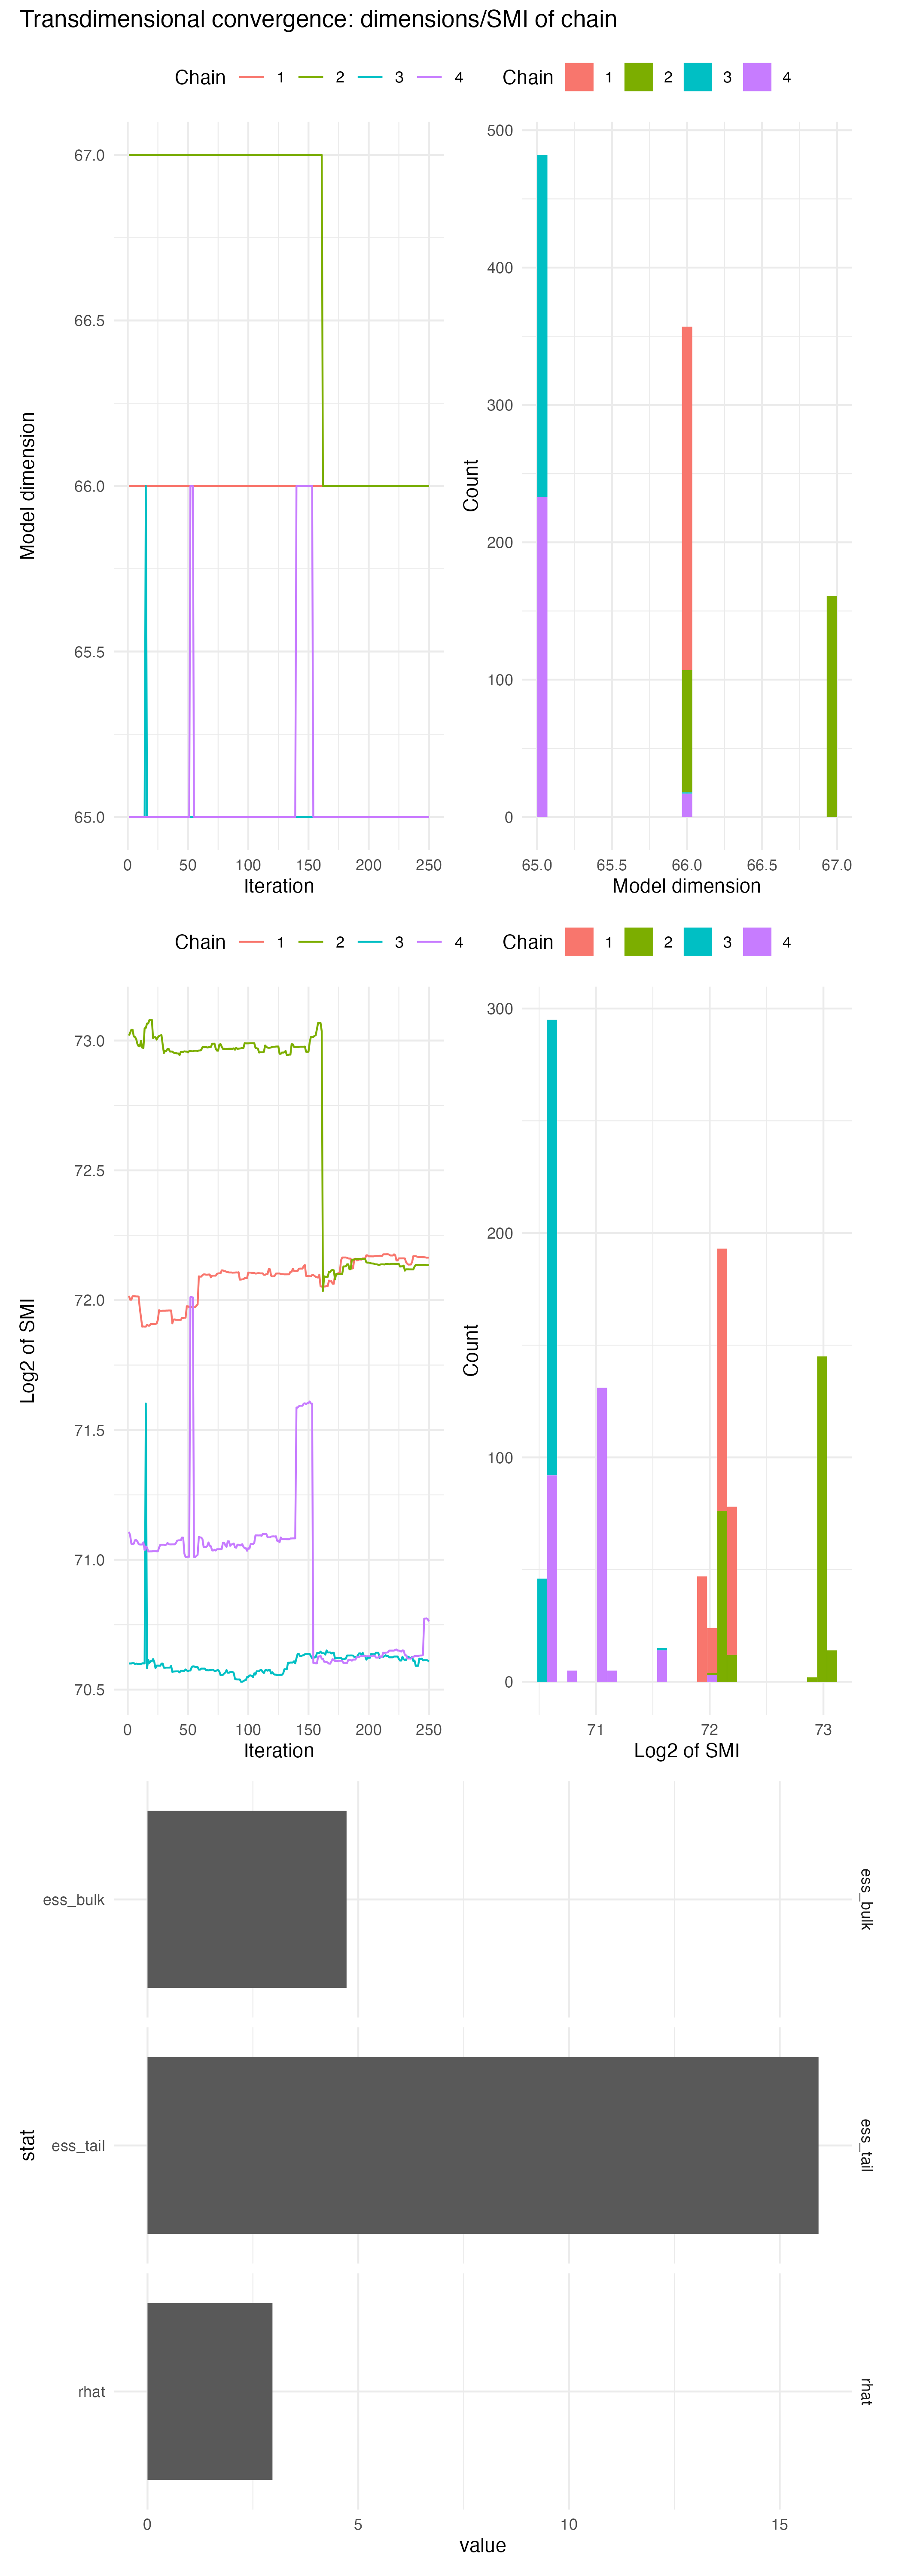 Transdimensional convergence: dimensions/SMI of chain
Chain 1 2 3 4
Chain 1 2 3 4
67.0
66.5
66.0
65.5
65.0
Model dimension
0 50 100 150 200 250
Iteration
500
400
300
200
100
0
Count
65.0 65.5 66.0 66.5 67.0
Model dimension
Chain 1 2 3 4
Chain 1 2 3 4
73.0
72.5
72.0
71.5
71.0
70.5
Log2 of SMI
0 50 100 150 200 250
Iteration
300
200
100
0
Count
71 72 73
Log2 of SMI
ess_bulk
ess_bulk
stat
ess_tail
ess_tail
rhat
rhat
0 5 10 15
value